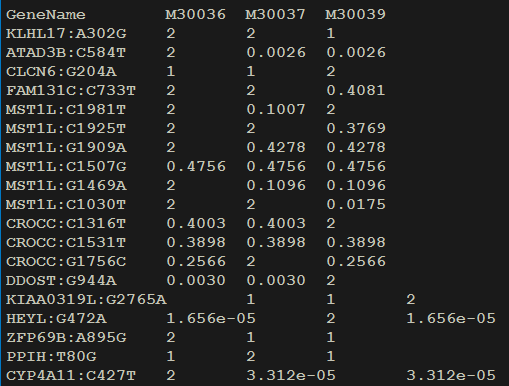 GeneName M30036 M30037 M30039
KLHL17:A302G 2 2 1
ATAD3B:C584T 2 0.0026 0.0026
CLCN6:G204A 1 1 2
FAM131C:C733T 2 2 0.4081
MST1L:C1981T 2 0.1007 2
MST1L:C1925T 2 2 0.3769
MST1L:G1909A 2 0.4278 0.4278
MST1L:C1507G 0.4756 0.4756 0.4756
MST1L:G1469A 2 0.1096 0.1096
MST1L:C1030T 2 2 0.0175
CROCC:C1316T 0.4003 0.4003 2
CROCC:C1531T 0.3898 0.3898 0.3898
CROCC:G1756C 0.2566 2 0.2566
DDOST:G944A 0.0030 0.0030 2
KIAA0319L:G2765A 1 1 2
HEYL:G472A 1.656e-05 2 1.656e-05
ZFP69B:A895G 2 1 1
PPIH:T80G 1 2 1
CYP4A11:C427T 2 3.312e-05 3.312e-05